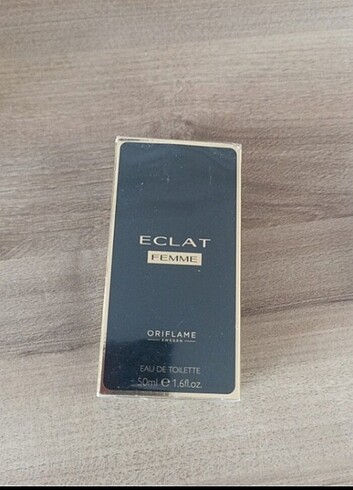 ECLAT
FEMME
ORIFLAME
SWEDEN
EAU DE TOILETTE
50ml ℮ 1.6fl.oz.